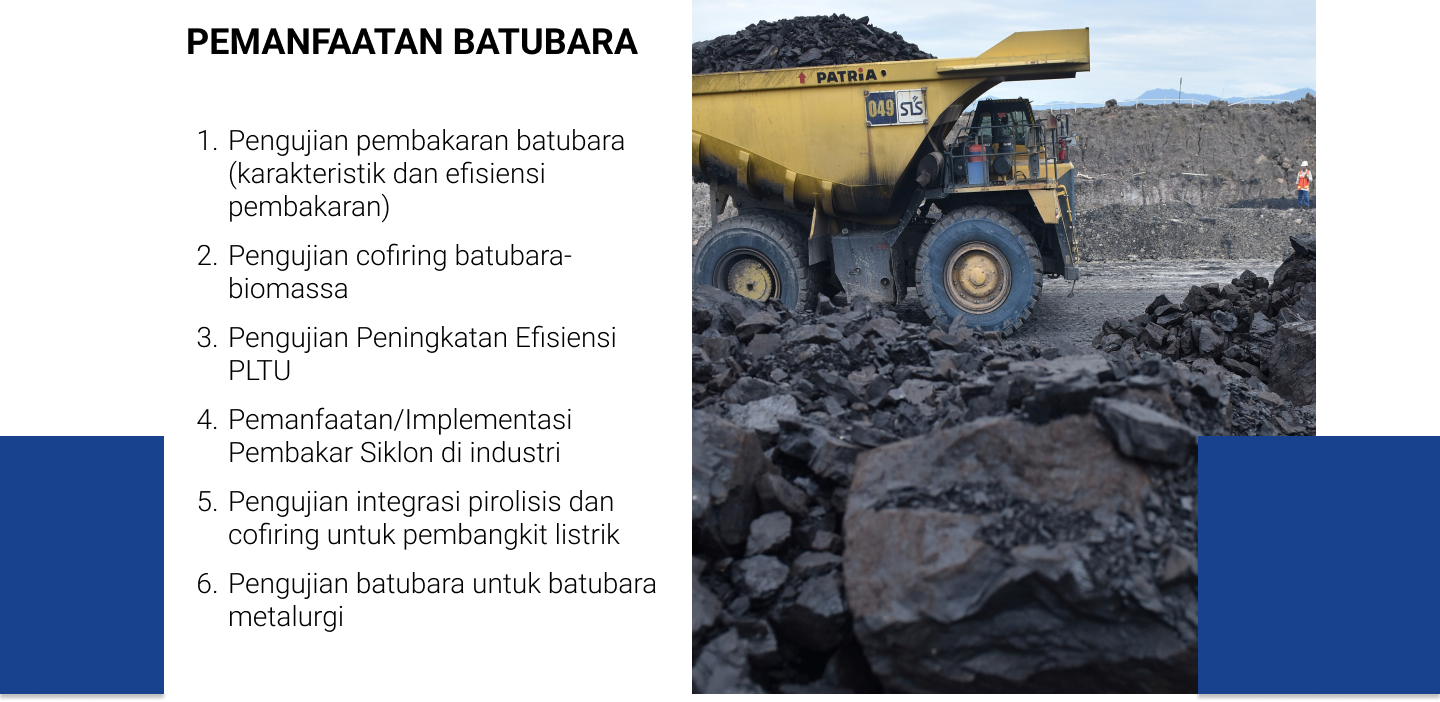 PEMANFAATAN BATUBARA
1. Pengujian pembakaran batubara
(karakteristik dan efisiensi
pembakaran)
2. Pengujian cofiring batubara-
biomassa
3. Pengujian Peningkatan Efisiensi
PLTU
4. Pemanfaatan/Implementasi
Pembakar Siklon di industri
5. Pengujian integrasi pirolisis dan
cofiring untuk pembangkit listrik
6. Pengujian batubara untuk batubara
metalurgi
PATRiA
049 SLS